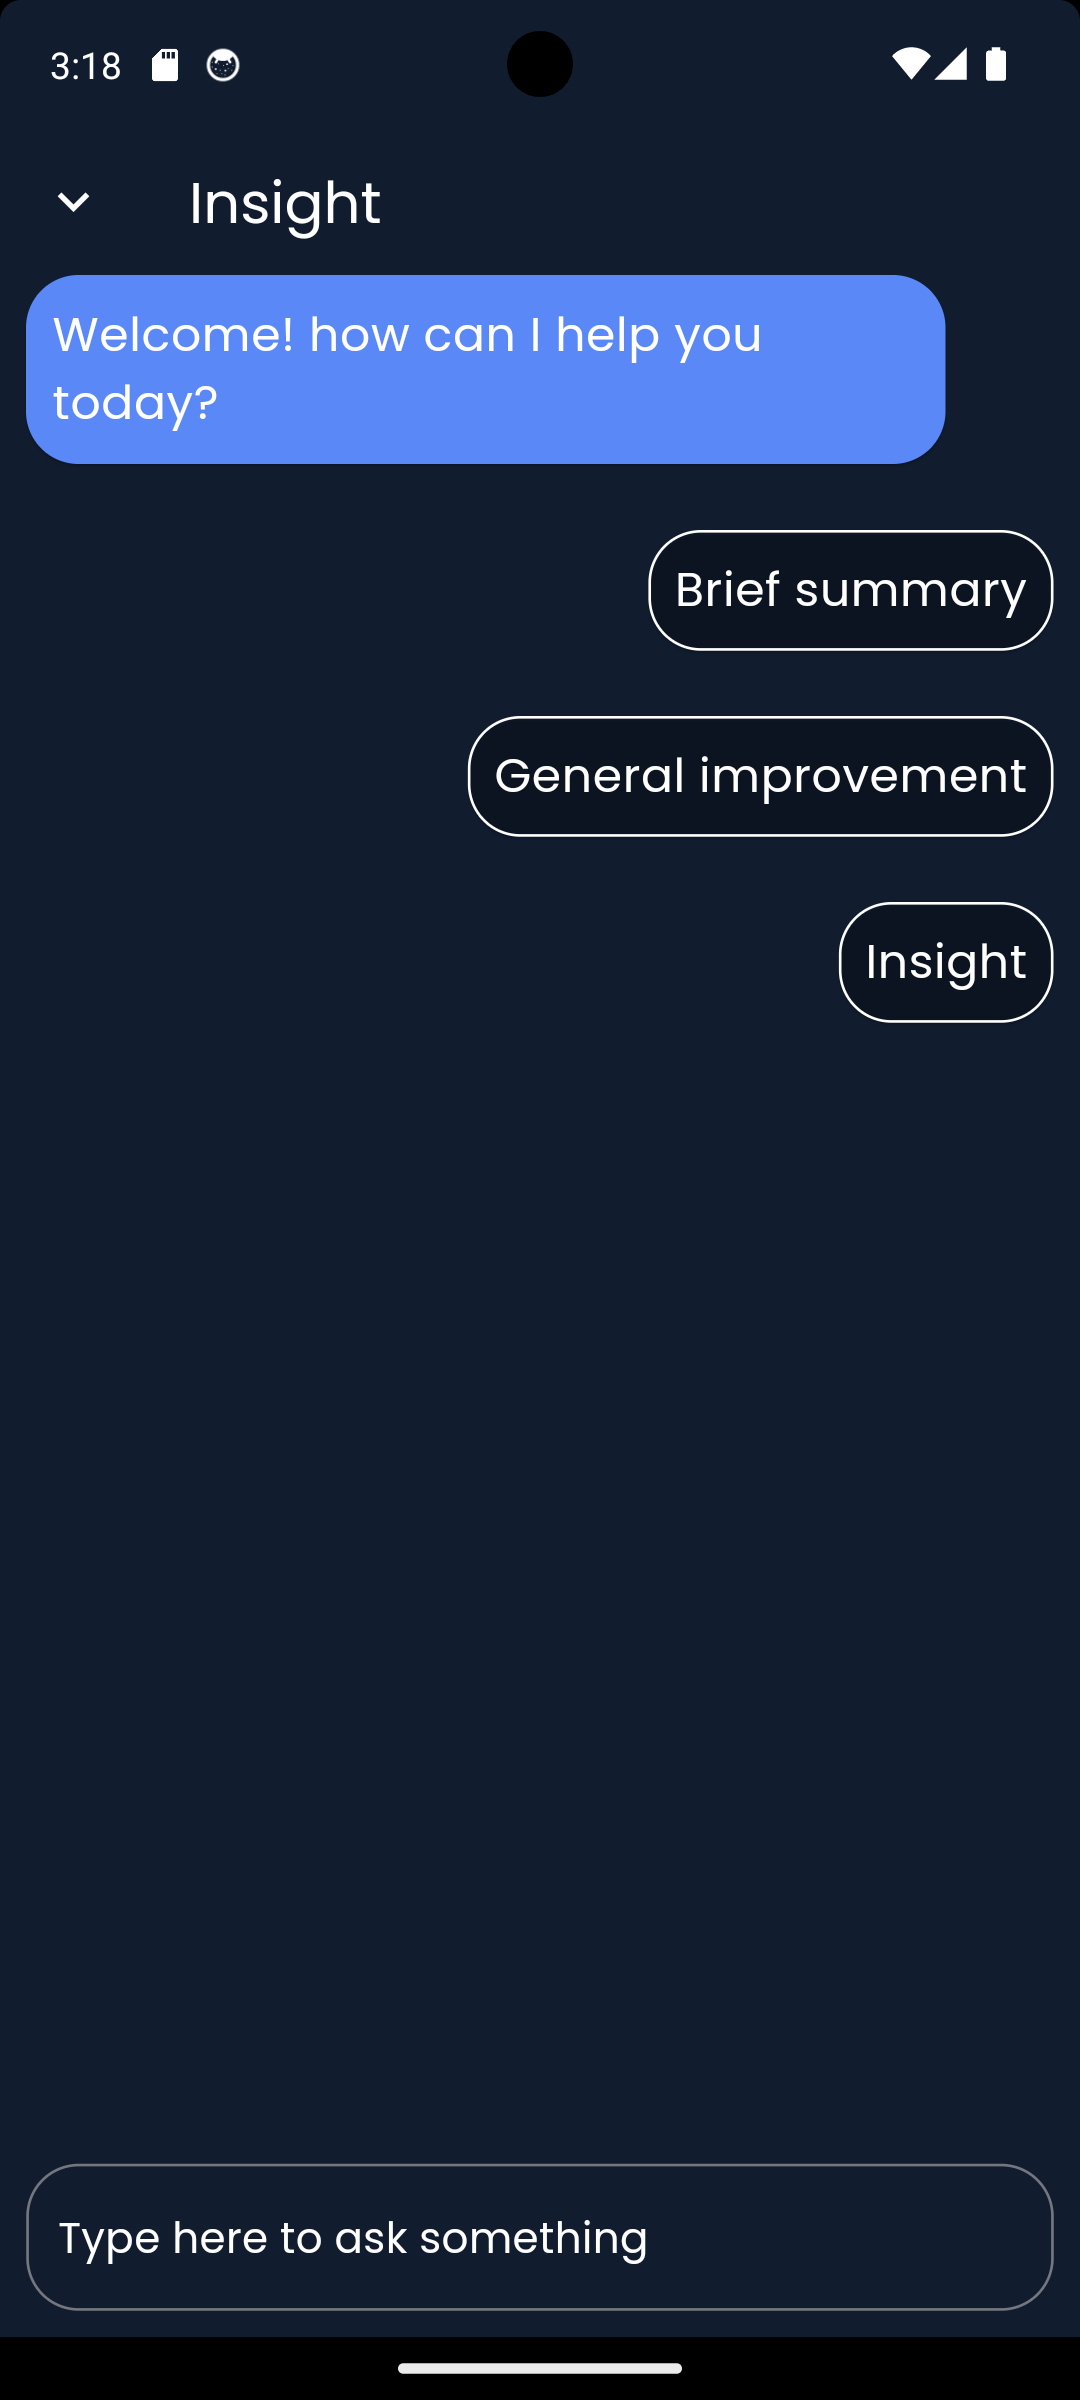 3:18
Insight
Welcome! how can I help you
today?
Brief summary
General improvement
Insight
Type here to ask something